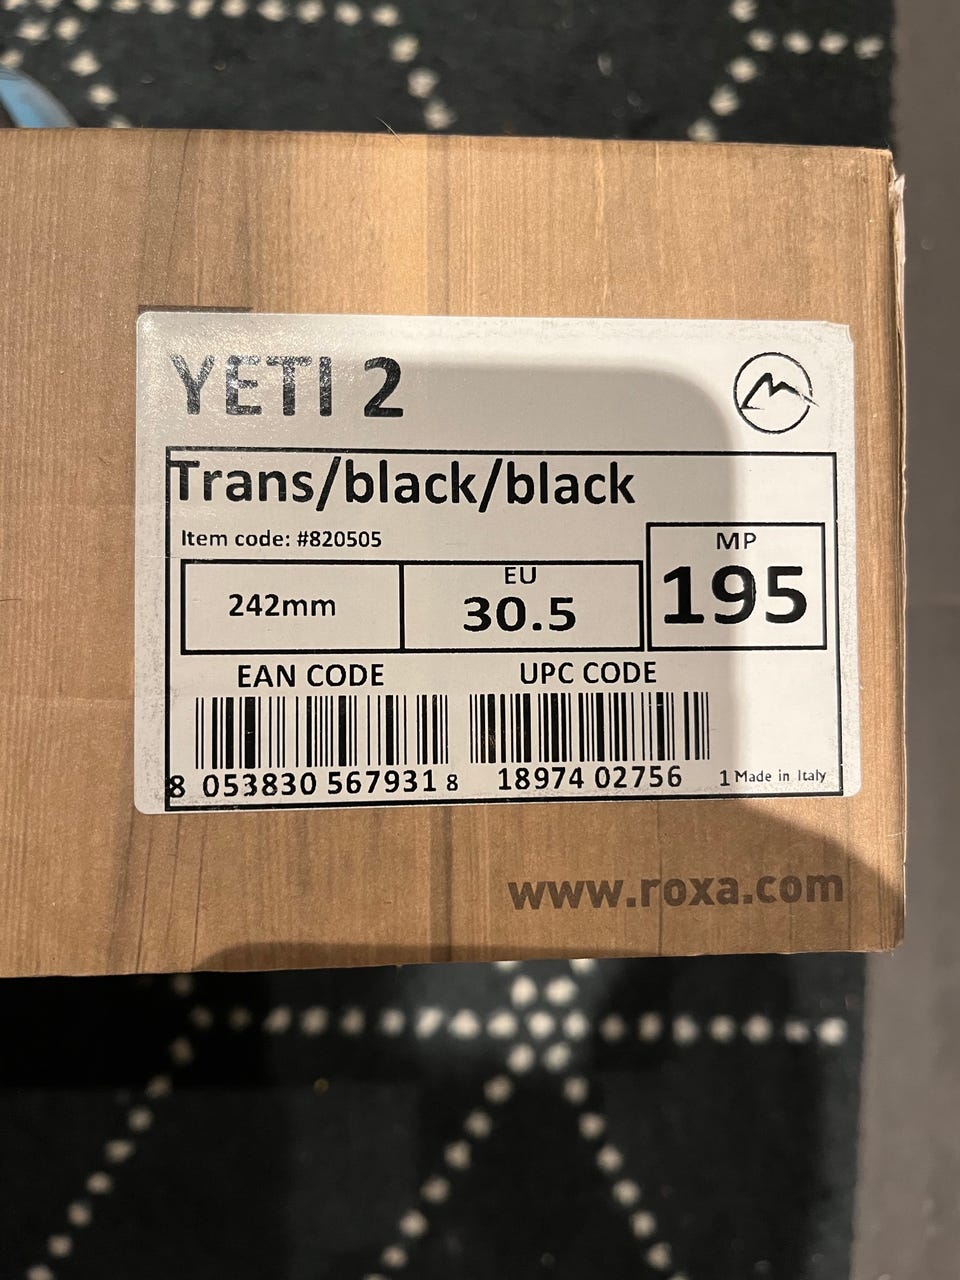 YETI 2
Trans/black/black
Item code: #820505
MP
195
242mm
EU
30.5
EAN CODE
UPC CODE
8 053830 567931 8 18974 02756 1 Made in Italy
www.roxa.com